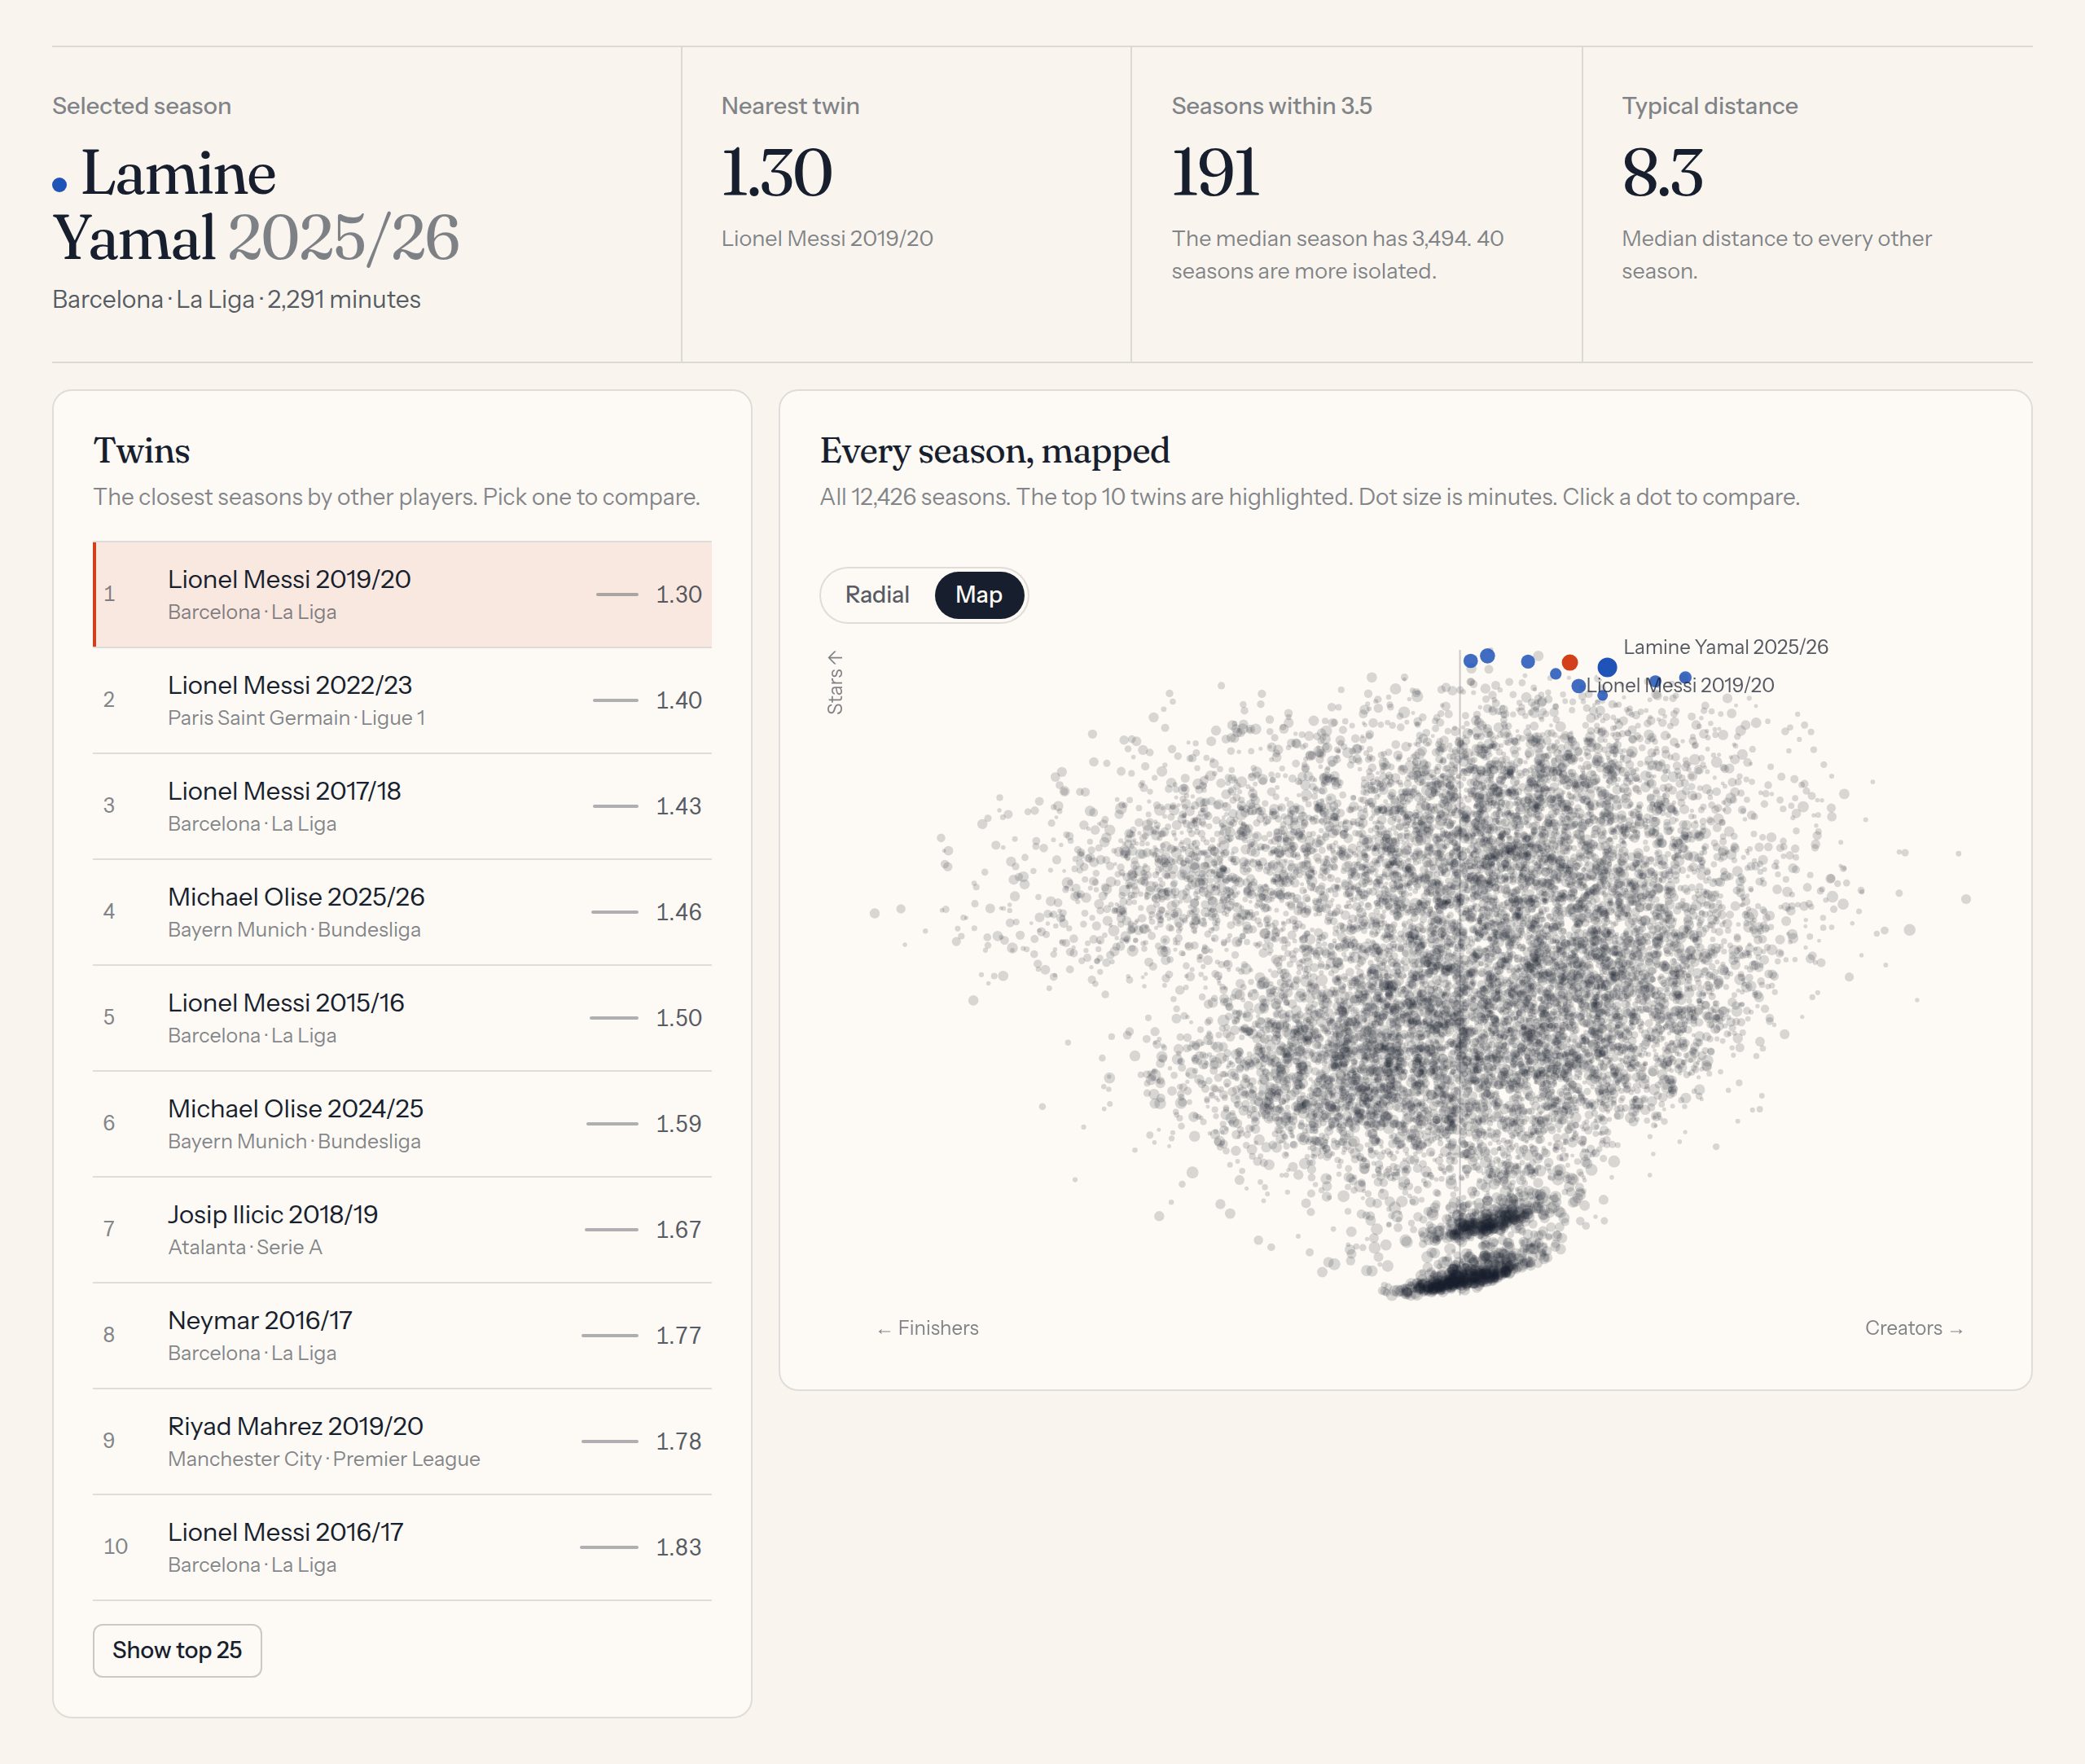 Selected season
Lamine
Yamal 2025/26
Barcelona · La Liga · 2,291 minutes
Nearest twin
1.30
Lionel Messi 2019/20
Seasons within 3.5
191
The median season has 3,494. 40
seasons are more isolated.
Typical distance
8.3
Median distance to every other
season.
Twins
The closest seasons by other players. Pick one to compare.
1 Lionel Messi 2019/20 1.30
Barcelona · La Liga
2 Lionel Messi 2022/23 1.40
Paris Saint Germain · Ligue 1
3 Lionel Messi 2017/18 1.43
Barcelona · La Liga
4 Michael Olise 2025/26 1.46
Bayern Munich · Bundesliga
5 Lionel Messi 2015/16 1.50
Barcelona · La Liga
6 Michael Olise 2024/25 1.59
Bayern Munich · Bundesliga
7 Josip Ilicic 2018/19 1.67
Atalanta · Serie A
8 Neymar 2016/17 1.77
Barcelona · La Liga
9 Riyad Mahrez 2019/20 1.78
Manchester City · Premier League
10 Lionel Messi 2016/17 1.83
Barcelona · La Liga
Show top 25
Every season, mapped
All 12,426 seasons. The top 10 twins are highlighted. Dot size is minutes. Click a dot to compare.
Radial Map
Stars →
Lamine Yamal 2025/26
Lionel Messi 2019/20
← Finishers
Creators →